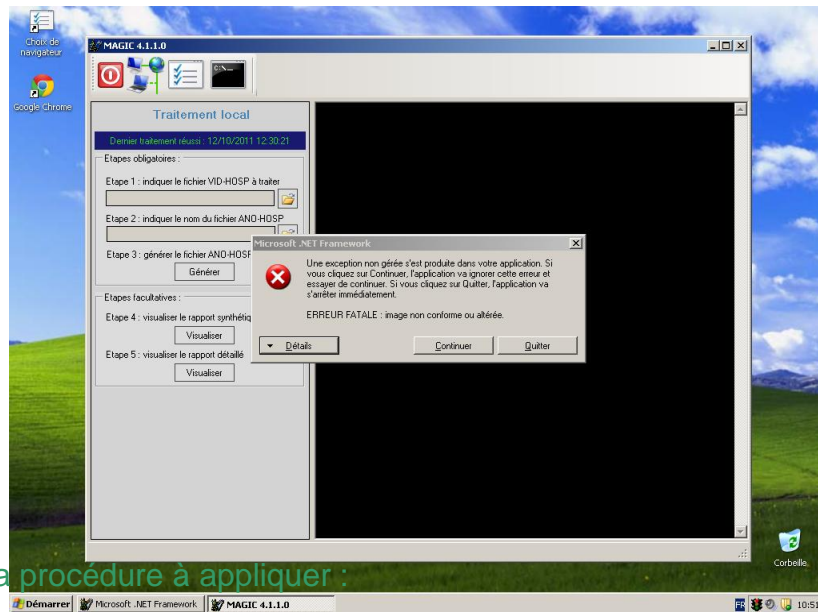 Choix de
navigateur
Google Chrome
MAGIC 4.1.1.0
C:\...
Traitement local
Dernier traitement réussi : 12/10/2011 12:30:21
Etapes obligatoires :
Etape 1 : indiquer le fichier VID-HOSP à traiter
Etape 2 : indiquer le nom du fichier ANO-HOSP
Etape 3 : générer le fichier ANO-HOSP
Générer
Etapes facultatives :
Etape 4 : visualiser le rapport synthétiq
Visualiser
Etape 5 : visualiser le rapport détaillé
Visualiser
Microsoft .NET Framework
Une exception non gérée s'est produite dans votre application. Si
vous cliquez sur Continuer, l'application va ignorer cette erreur et
essayer de continuer. Si vous cliquez sur Quitter, l'application va
s'arrêter immédiatement.
ERREUR FATALE : image non conforme ou altérée.
Détails
Continuer
Quitter
Corbeille
a procédure à appliquer :
Démarrer
Microsoft .NET Framework
MAGIC 4.1.1.0
FR
10:51